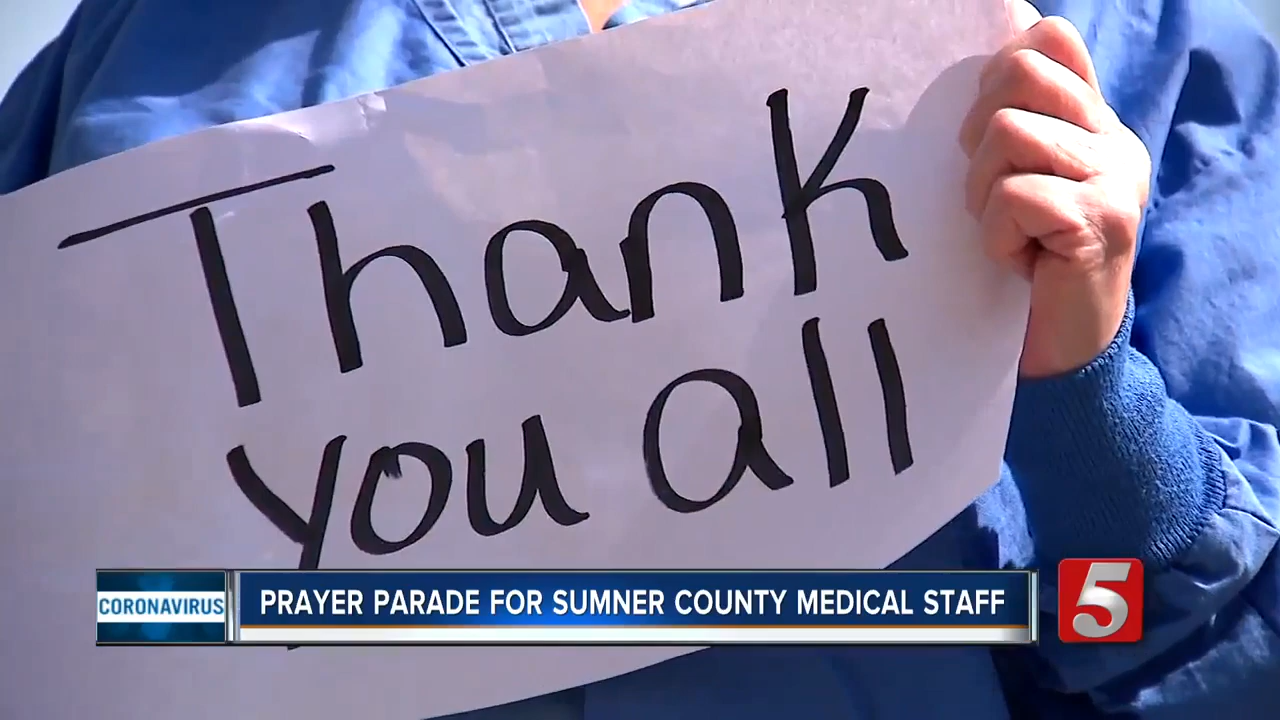 Thank
you all
CORONAVIRUS
PRAYER PARADE FOR SUMNER COUNTY MEDICAL STAFF
5